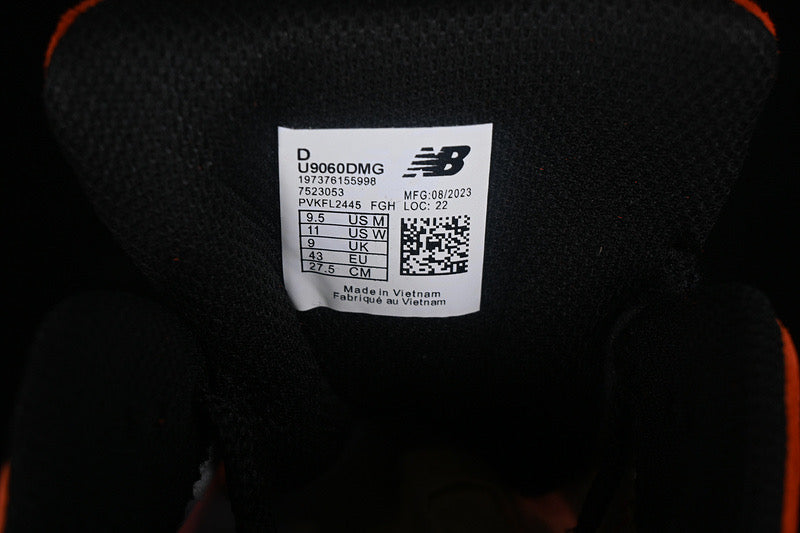 D
U9060DMG
197376155998
7523053
PVKFL2445 FGH
NB
MFG:08/2023
LOC: 22
9.5 US M
11 US W
9 UK
43 EU
27.5 CM
Made in Vietnam
Fabriqué au Vietnam